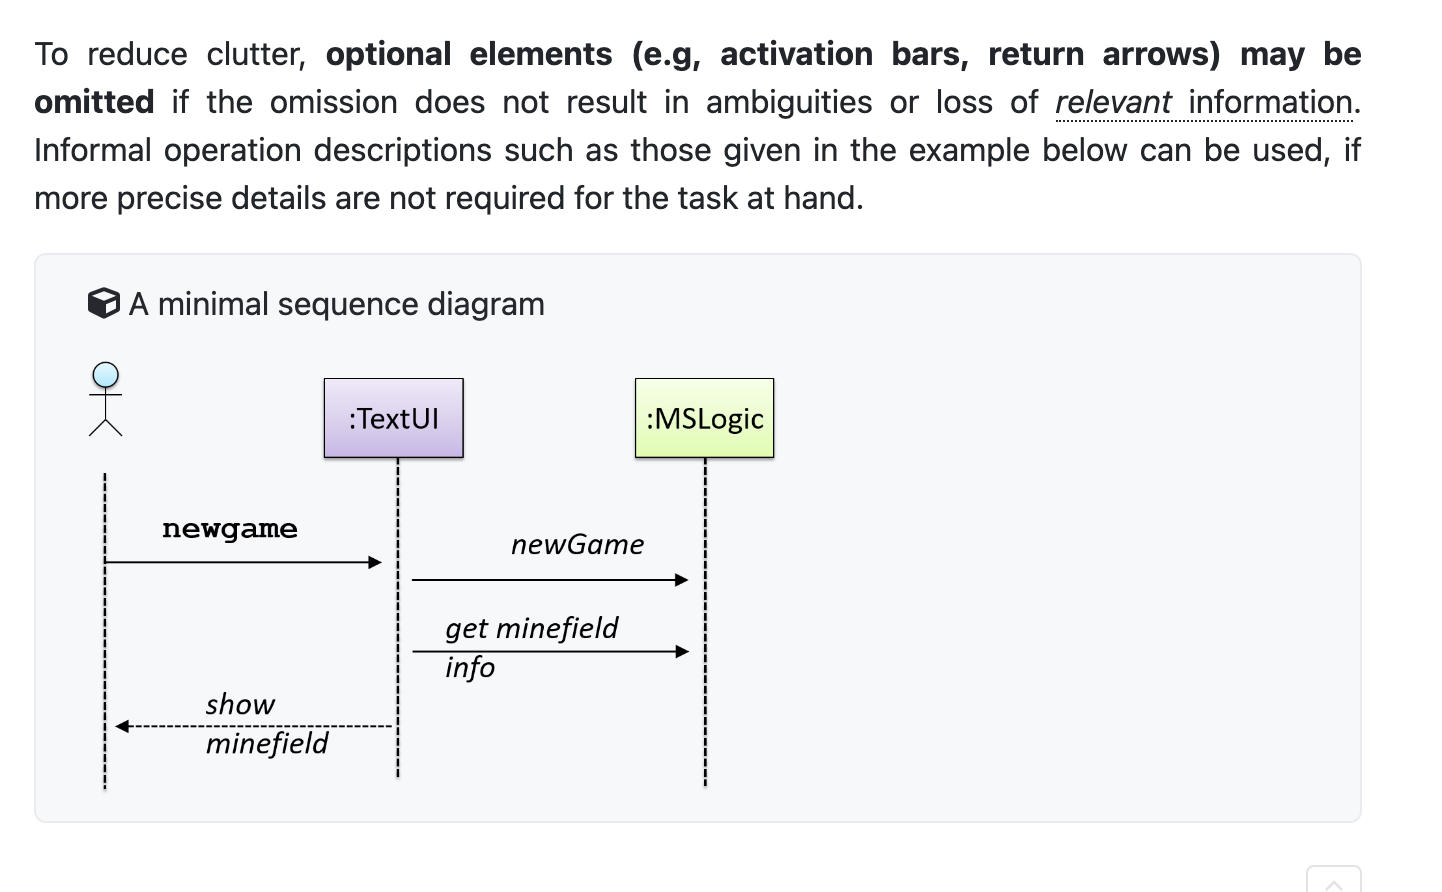 To reduce clutter, optional elements (e.g, activation bars, return arrows) may be
omitted if the omission does not result in ambiguities or loss of relevant information.
Informal operation descriptions such as those given in the example below can be used, if
more precise details are not required for the task at hand.
A minimal sequence diagram
:TextUI
:MSLogic
newgame
newGame
get minefield
info
show
minefield